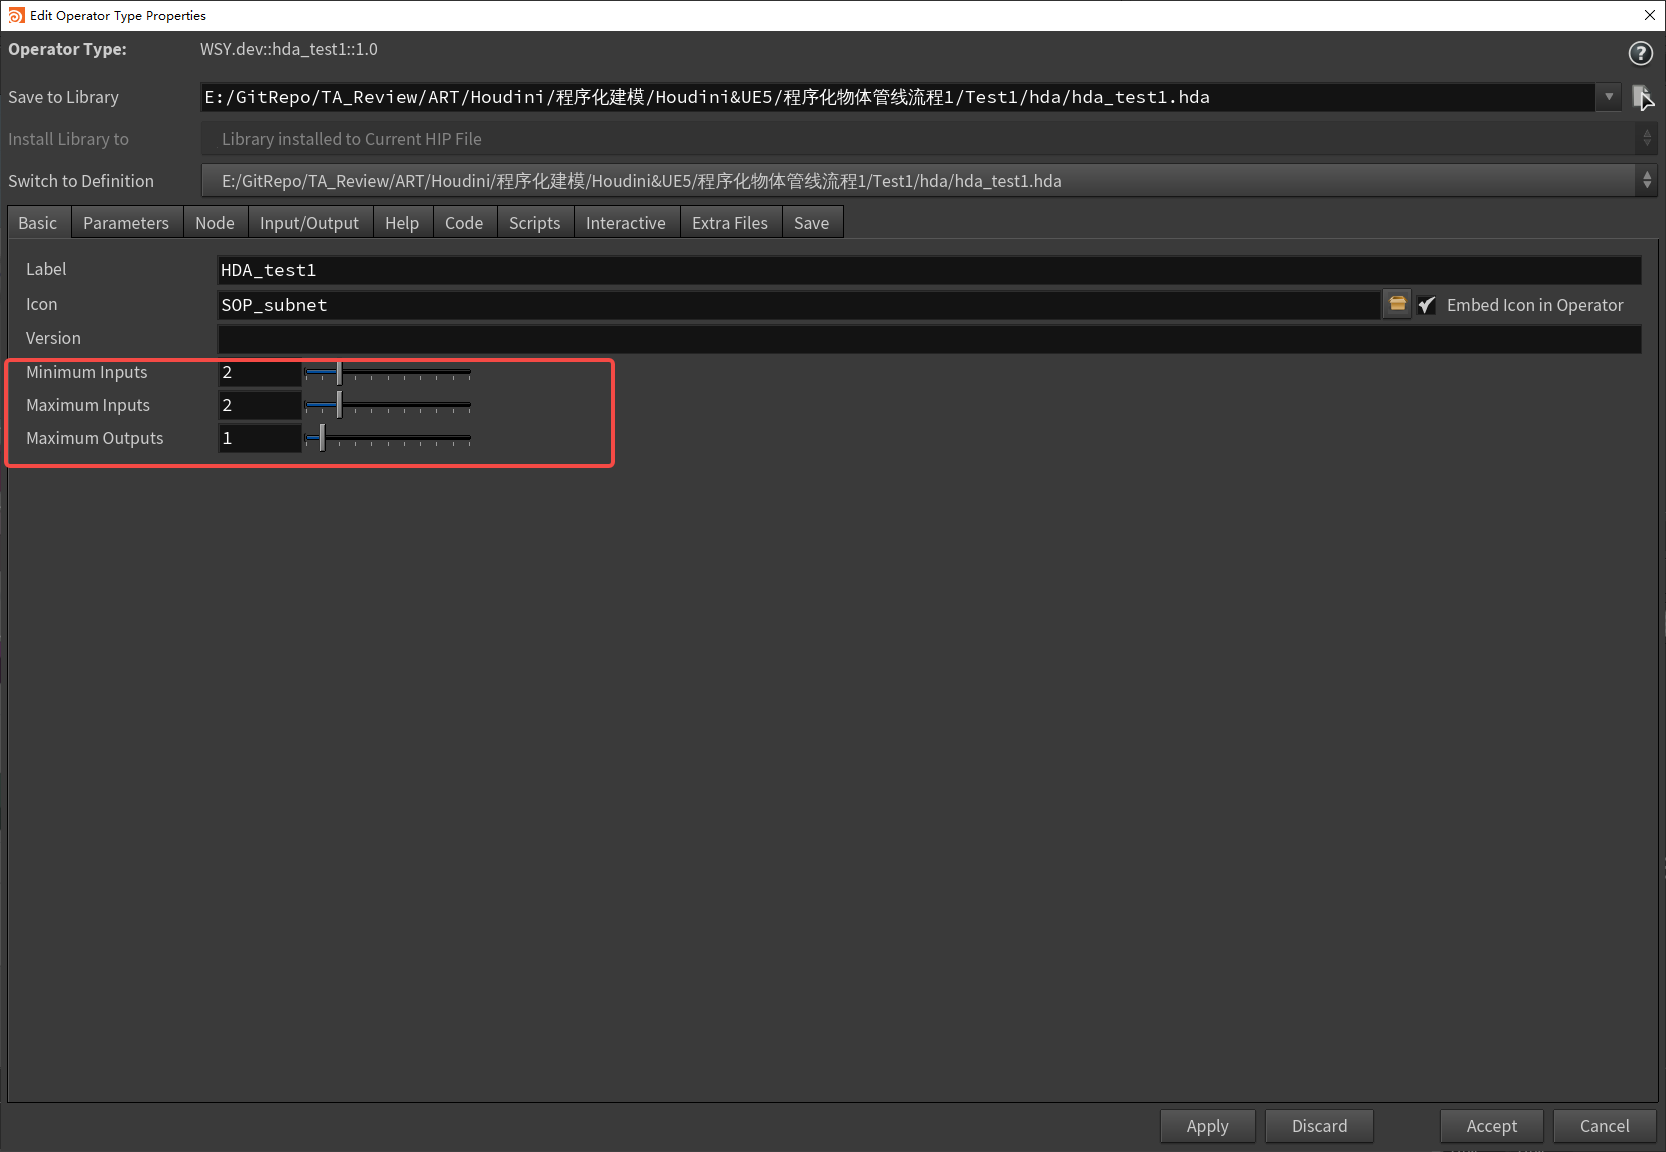 Edit Operator Type Properties
Operator Type: WSY.dev::hda_test1::1.0
Save to Library E:/GitRepo/TA_Review/ART/Houdini/程序化建模/Houdini&UE5/程序化物体管线流程1/Test1/hda/hda_test1.hda
Install Library to Library installed to Current HIP File
Switch to Definition E:/GitRepo/TA_Review/ART/Houdini/程序化建模/Houdini&UE5/程序化物体管线流程1/Test1/hda/hda_test1.hda
Basic Parameters Node Input/Output Help Code Scripts Interactive Extra Files Save
Label HDA_test1
Icon SOP_subnet Embed Icon in Operator
Version
Minimum Inputs 2
Maximum Inputs 2
Maximum Outputs 1
Apply Discard Accept Cancel